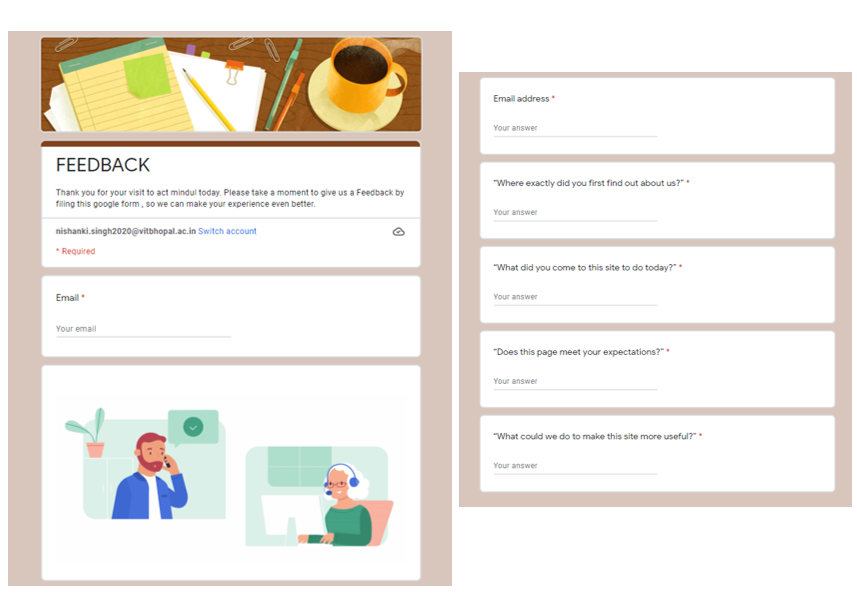 FEEDBACK
Thank you for your visit to act mindul today. Please take a moment to give us a Feedback by
filing this google form , so we can make your experience even better.
nishanki.singh2020@vitbhopal.ac.in Switch account
* Required
Email *
Your email
Email address *
Your answer
"Where exactly did you first find out about us?" *
Your answer
"What did you come to this site to do today?" *
Your answer
"Does this page meet your expectations?" *
Your answer
"What could we do to make this site more useful?" *
Your answer